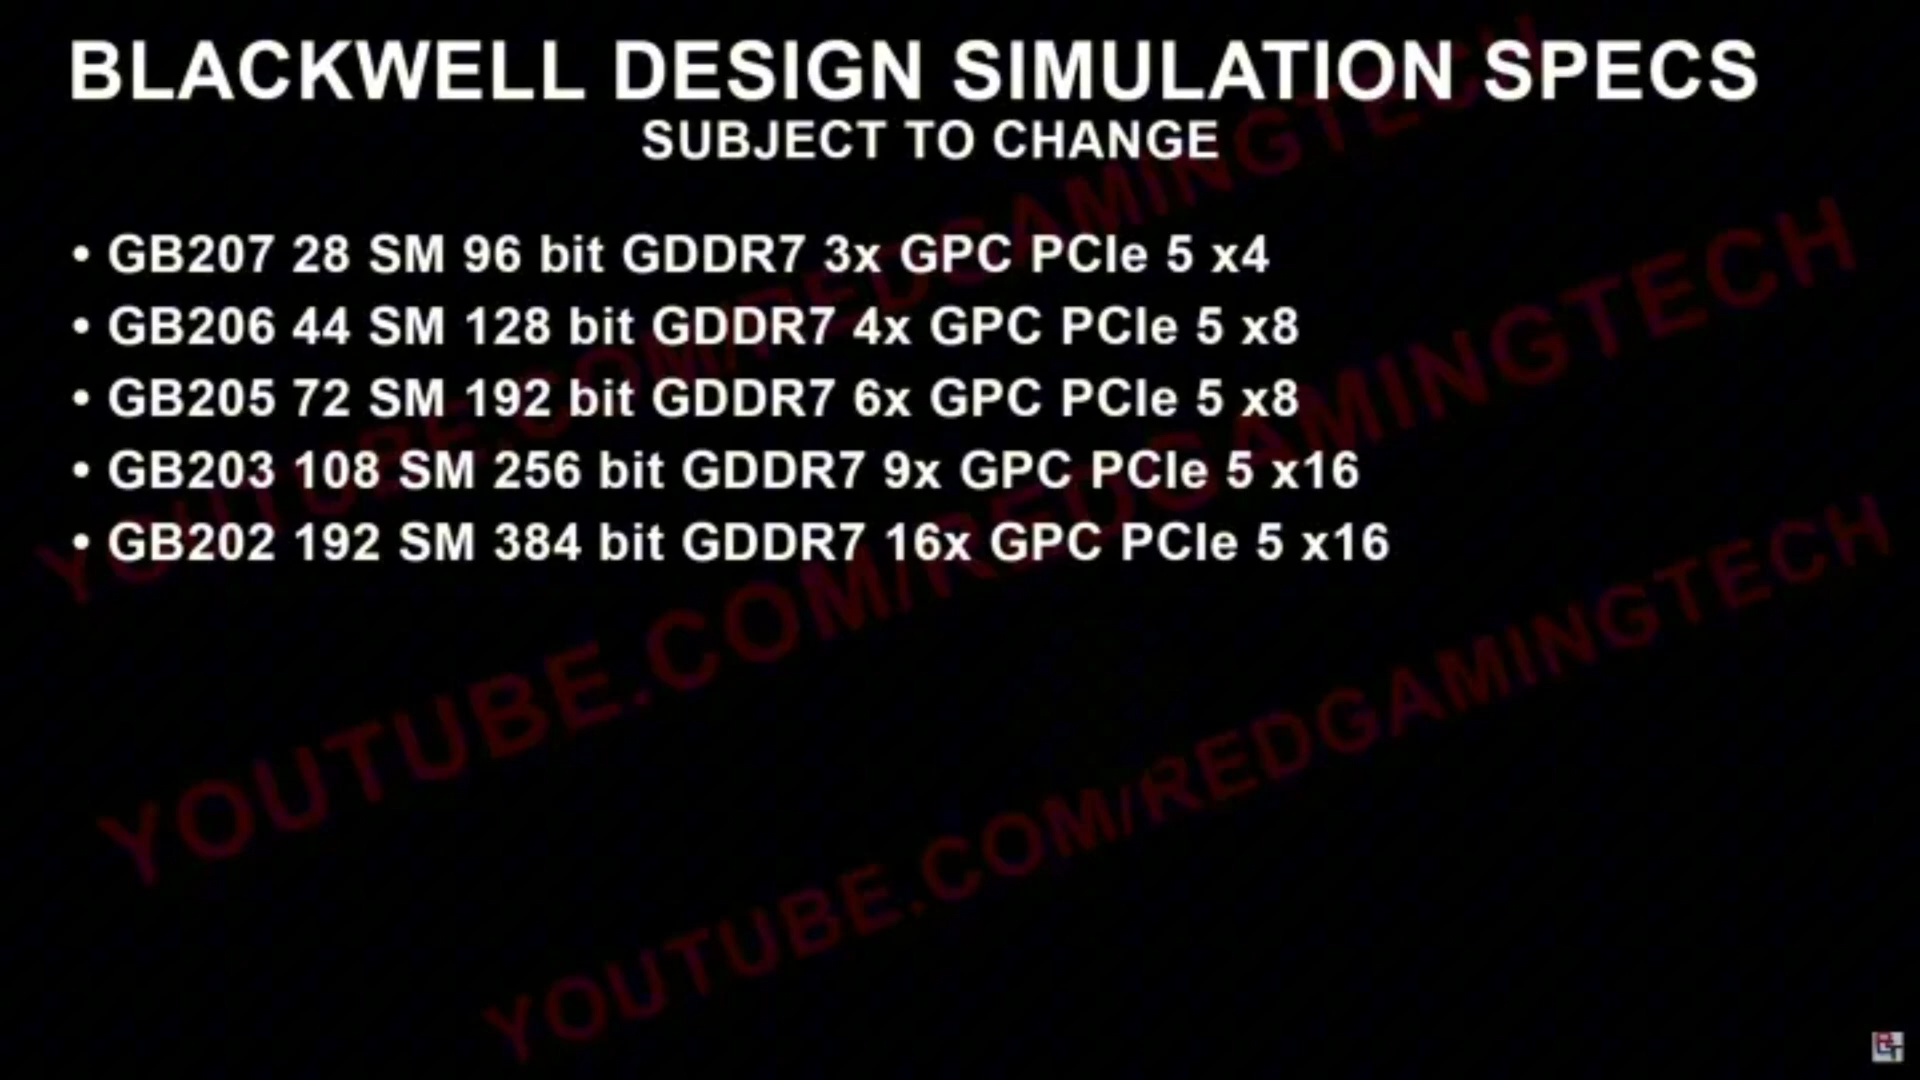 BLACKWELL DESIGN SIMULATION SPECS
SUBJECT TO CHANGE
• GB207 28 SM 96 bit GDDR7 3x GPC PCIe 5 x4
• GB206 44 SM 128 bit GDDR7 4x GPC PCIe 5 x8
• GB205 72 SM 192 bit GDDR7 6x GPC PCIe 5 x8
• GB203 108 SM 256 bit GDDR7 9x GPC PCIe 5 x16
• GB202 192 SM 384 bit GDDR7 16x GPC PCIe 5 x16
YOUTUBE.COM/REDGAMINGTECH
YOUTUBE.COM/REDGAMINGTECH
YOUTUBE.COM/REDGAMINGTECH